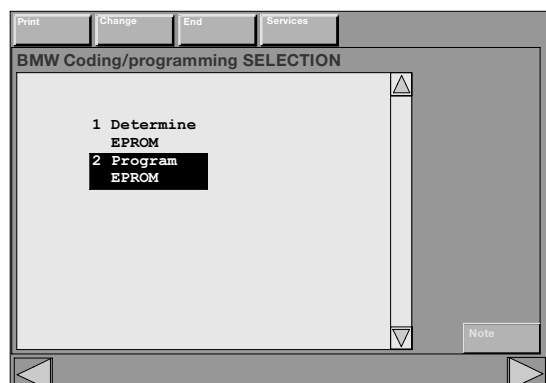 Print Change End Services
BMW Coding/programming SELECTION
1 Determine
EPROM
2 Program
EPROM
Note